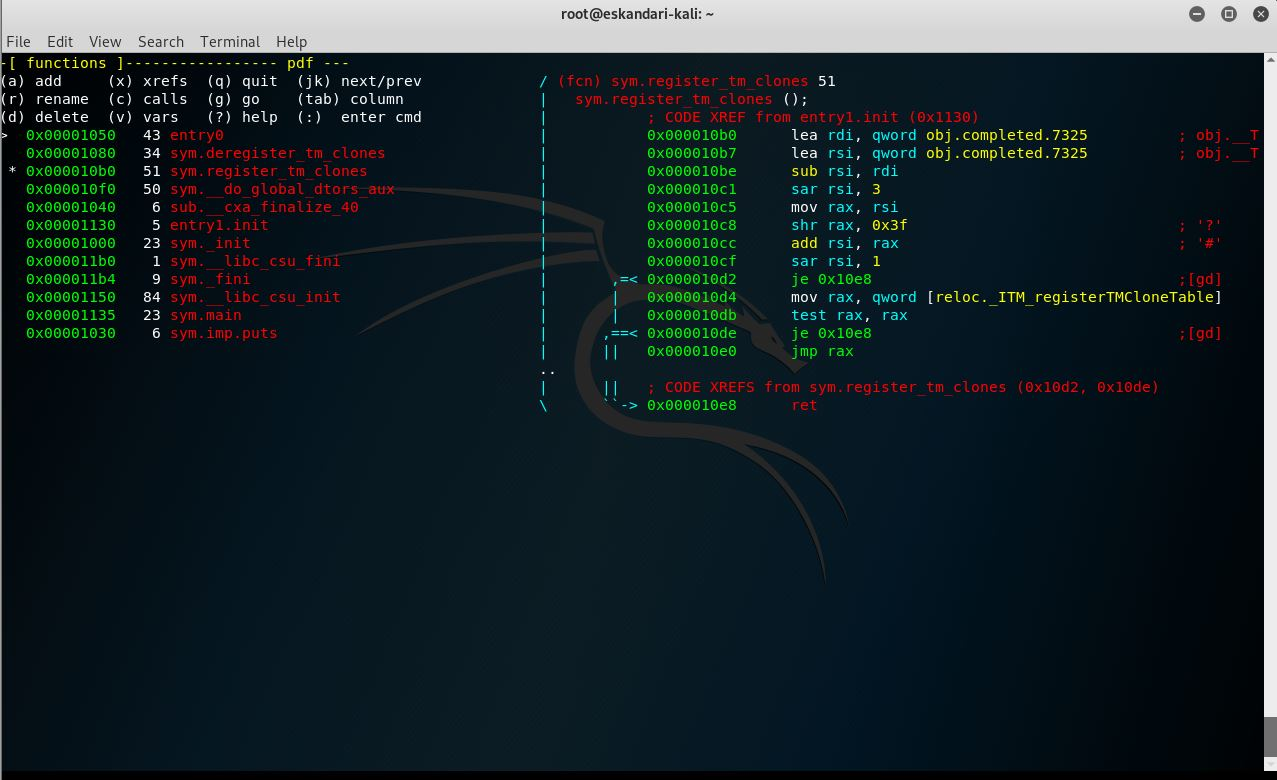 root@eskandari-kali: ~
File Edit View Search Terminal Help
-[ functions ]----------------- pdf ---
(a) add     (x) xrefs  (q) quit  (jk) next/prev
(r) rename  (c) calls  (g) go    (tab) column
(d) delete  (v) vars   (?) help  (:)  enter cmd
>  0x00001050   43 entry0
   0x00001080   34 sym.deregister_tm_clones
 * 0x000010b0   51 sym.register_tm_clones
   0x000010f0   50 sym.__do_global_dtors_aux
   0x00001040    6 sub.__cxa_finalize_40
   0x00001130    5 entry1.init
   0x00001000   23 sym._init
   0x000011b0    1 sym.__libc_csu_fini
   0x000011b4    9 sym._fini
   0x00001150   84 sym.__libc_csu_init
   0x00001135   23 sym.main
   0x00001030    6 sym.imp.puts
/ (fcn) sym.register_tm_clones 51
|   sym.register_tm_clones ();
|           ; CODE XREF from entry1.init (0x1130)
|           0x000010b0      lea rdi, qword obj.completed.7325          ; obj.__T
|           0x000010b7      lea rsi, qword obj.completed.7325          ; obj.__T
|           0x000010be      sub rsi, rdi
|           0x000010c1      sar rsi, 3
|           0x000010c5      mov rax, rsi
|           0x000010c8      shr rax, 0x3f                              ; '?'
|           0x000010cc      add rsi, rax                               ; '#'
|           0x000010cf      sar rsi, 1
|       ,=< 0x000010d2      je 0x10e8                                  ;[gd]
|       |   0x000010d4      mov rax, qword [reloc._ITM_registerTMCloneTable]
|       |   0x000010db      test rax, rax
|      ,==< 0x000010de      je 0x10e8                                  ;[gd]
|      ||   0x000010e0      jmp rax
..
|      ||   ; CODE XREFS from sym.register_tm_clones (0x10d2, 0x10de)
\      ``-> 0x000010e8      ret